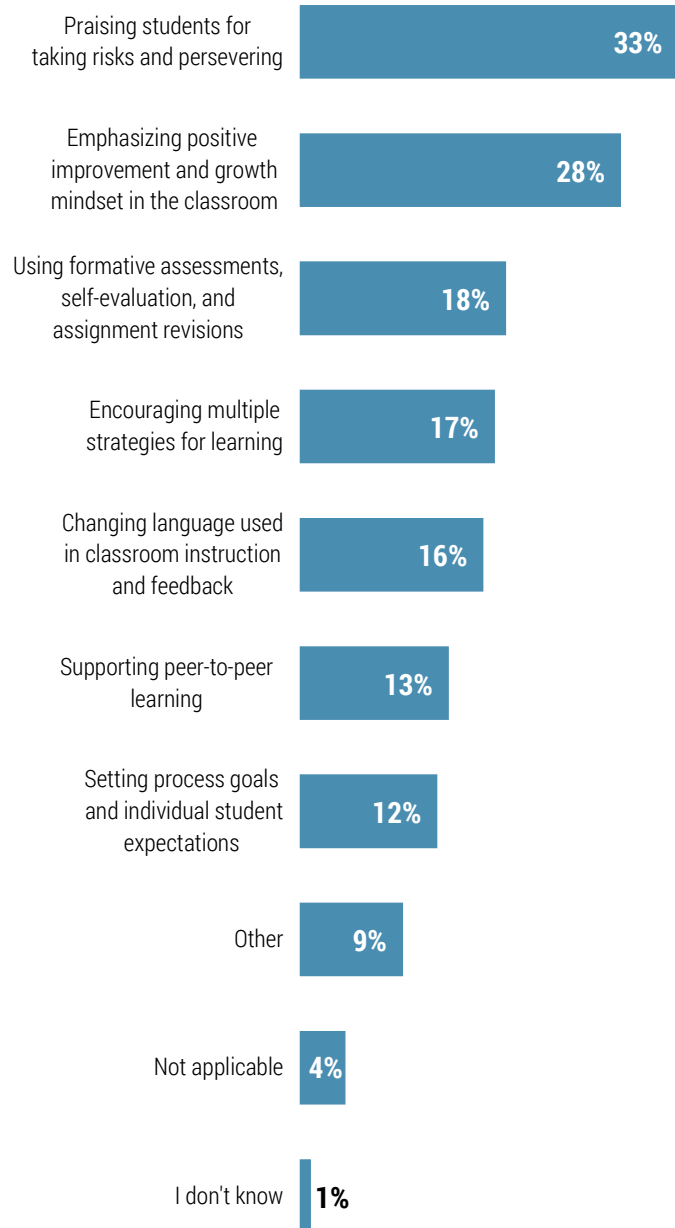 Praising students for
taking risks and persevering
33%
Emphasizing positive
improvement and growth
mindset in the classroom
28%
Using formative assessments,
self-evaluation, and
assignment revisions
18%
Encouraging multiple
strategies for learning
17%
Changing language used
in classroom instruction
and feedback
16%
Supporting peer-to-peer
learning
13%
Setting process goals
and individual student
expectations
12%
Other
9%
Not applicable
4%
I don't know
1%